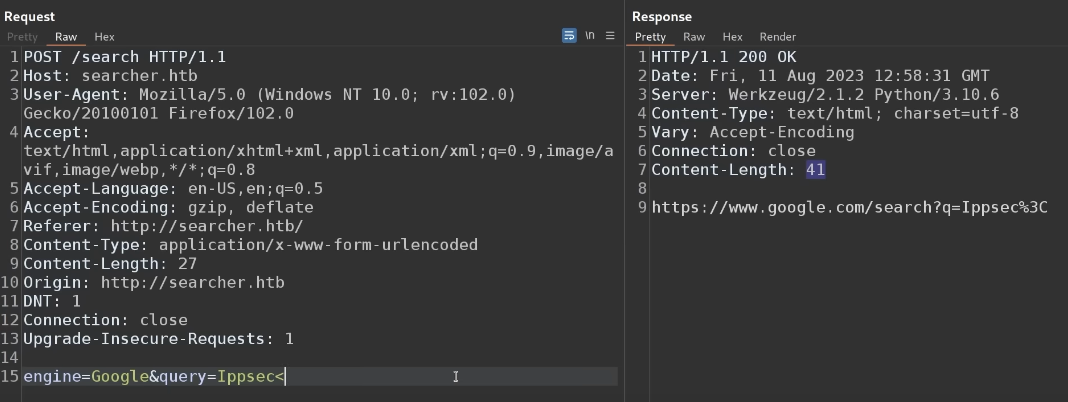 Request
Pretty Raw Hex \n
1 POST /search HTTP/1.1
2 Host: searcher.htb
3 User-Agent: Mozilla/5.0 (Windows NT 10.0; rv:102.0)
Gecko/20100101 Firefox/102.0
4 Accept:
text/html,application/xhtml+xml,application/xml;q=0.9,image/a
vif,image/webp,*/*;q=0.8
5 Accept-Language: en-US,en;q=0.5
6 Accept-Encoding: gzip, deflate
7 Referer: http://searcher.htb/
8 Content-Type: application/x-www-form-urlencoded
9 Content-Length: 27
10 Origin: http://searcher.htb
11 DNT: 1
12 Connection: close
13 Upgrade-Insecure-Requests: 1
14
15 engine=Google&query=Ippsec<
Response
Pretty Raw Hex Render
1 HTTP/1.1 200 OK
2 Date: Fri, 11 Aug 2023 12:58:31 GMT
3 Server: Werkzeug/2.1.2 Python/3.10.6
4 Content-Type: text/html; charset=utf-8
5 Vary: Accept-Encoding
6 Connection: close
7 Content-Length: 41
8
9 https://www.google.com/search?q=Ippsec%3C